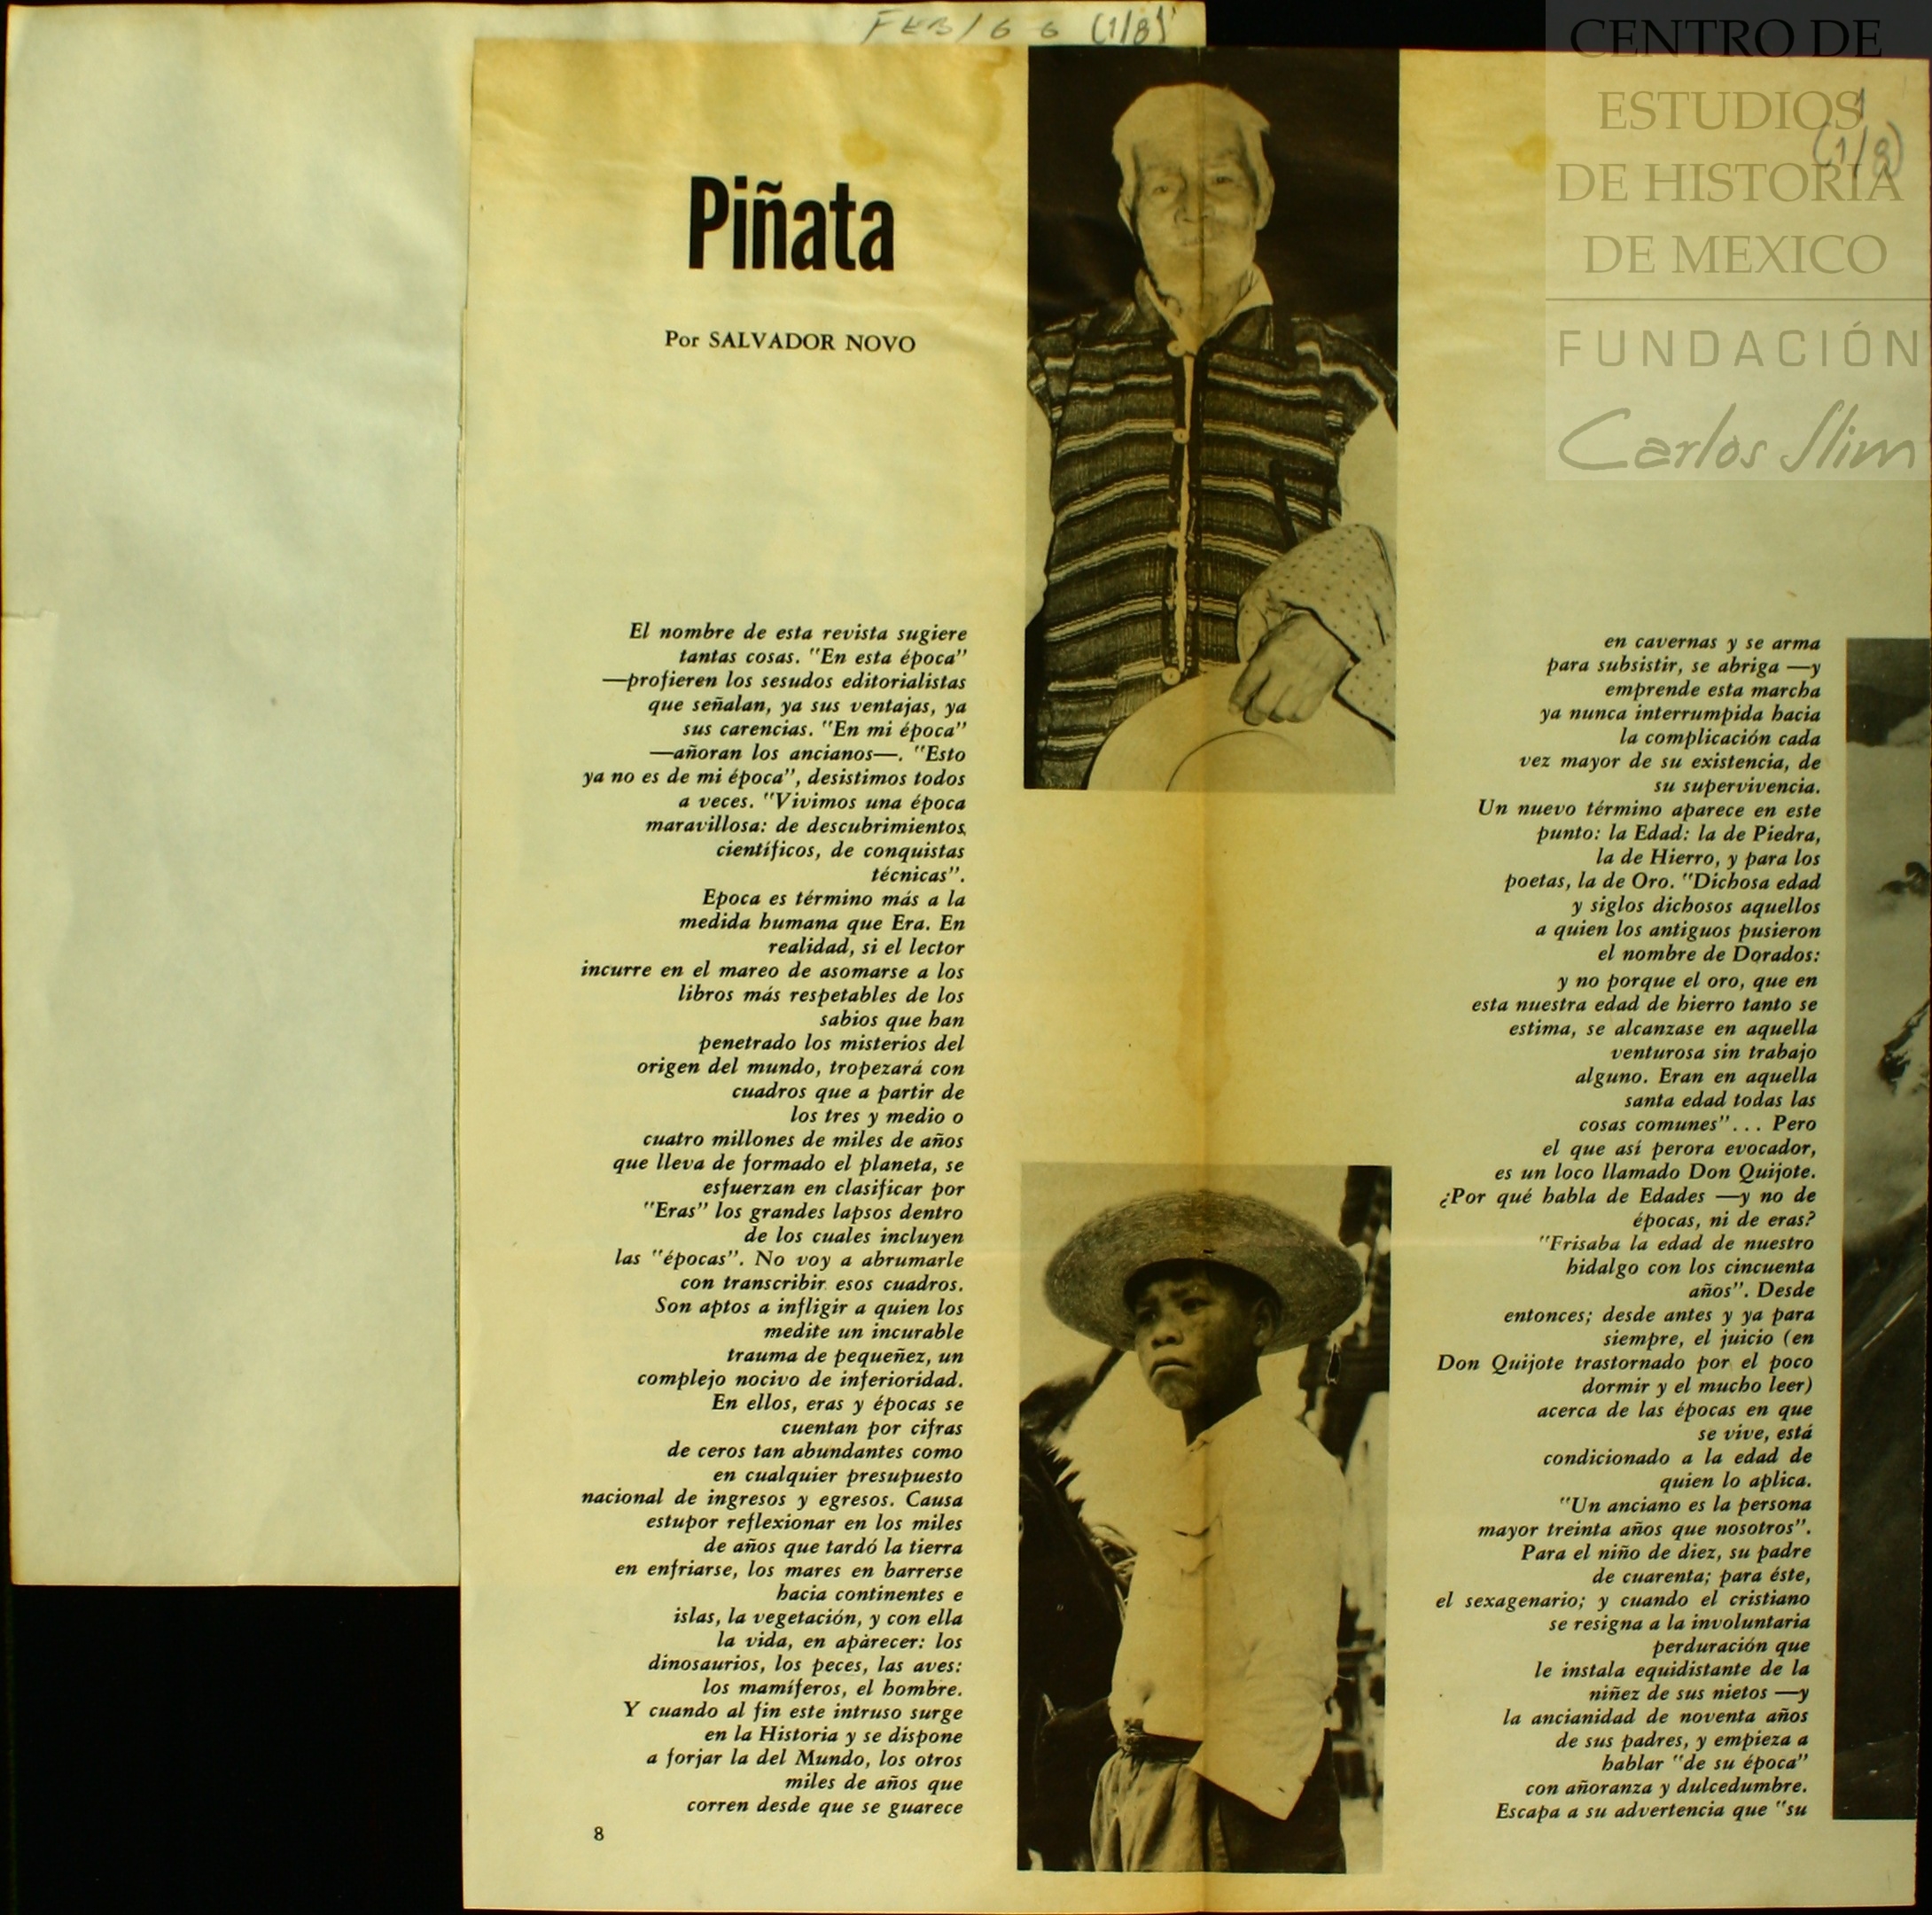 FEB/66 (1/8)
CENTRO DE
ESTUDIOS
DE HISTORIA
DE MEXICO
FUNDACIÓN
Carlos Slim
1
(1/8)
Piñata
Por SALVADOR NOVO
El nombre de esta revista sugiere
tantas cosas. "En esta época"
—profieren los sesudos editorialistas
que señalan, ya sus ventajas, ya
sus carencias. "En mi época"
—añoran los ancianos—. "Esto
ya no es de mi época", desistimos todos
a veces. "Vivimos una época
maravillosa: de descubrimientos,
científicos, de conquistas
técnicas".
Epoca es término más a la
medida humana que Era. En
realidad, si el lector
incurre en el mareo de asomarse a los
libros más respetables de los
sabios que han
penetrado los misterios del
origen del mundo, tropezará con
cuadros que a partir de
los tres y medio o
cuatro millones de miles de años
que lleva de formado el planeta, se
esfuerzan en clasificar por
"Eras" los grandes lapsos dentro
de los cuales incluyen
las "épocas". No voy a abrumarle
con transcribir esos cuadros.
Son aptos a infligir a quien los
medite un incurable
trauma de pequeñez, un
complejo nocivo de inferioridad.
En ellos, eras y épocas se
cuentan por cifras
de ceros tan abundantes como
en cualquier presupuesto
nacional de ingresos y egresos. Causa
estupor reflexionar en los miles
de años que tardó la tierra
en enfriarse, los mares en barrerse
hacia continentes e
islas, la vegetación, y con ella
la vida, en aparecer: los
dinosaurios, los peces, las aves:
los mamíferos, el hombre.
Y cuando al fin este intruso surge
en la Historia y se dispone
a forjar la del Mundo, los otros
miles de años que
corren desde que se guarece
8
en cavernas y se arma
para subsistir, se abriga —y
emprende esta marcha
ya nunca interrumpida hacia
la complicación cada
vez mayor de su existencia, de
su supervivencia.
Un nuevo término aparece en este
punto: la Edad: la de Piedra,
la de Hierro, y para los
poetas, la de Oro. "Dichosa edad
y siglos dichosos aquellos
a quien los antiguos pusieron
el nombre de Dorados:
y no porque el oro, que en
esta nuestra edad de hierro tanto se
estima, se alcanzase en aquella
venturosa sin trabajo
alguno. Eran en aquella
santa edad todas las
cosas comunes"... Pero
el que así perora evocador,
es un loco llamado Don Quijote.
¿Por qué habla de Edades —y no de
épocas, ni de eras?
"Frisaba la edad de nuestro
hidalgo con los cincuenta
años". Desde
entonces; desde antes y ya para
siempre, el juicio (en
Don Quijote trastornado por el poco
dormir y el mucho leer)
acerca de las épocas en que
se vive, está
condicionado a la edad de
quien lo aplica.
"Un anciano es la persona
mayor treinta años que nosotros".
Para el niño de diez, su padre
de cuarenta; para éste,
el sexagenario; y cuando el cristiano
se resigna a la involuntaria
perduración que
le instala equidistante de la
niñez de sus nietos —y
la ancianidad de noventa años
de sus padres, y empieza a
hablar "de su época"
con añoranza y dulcedumbre.
Escapa a su advertencia que "su